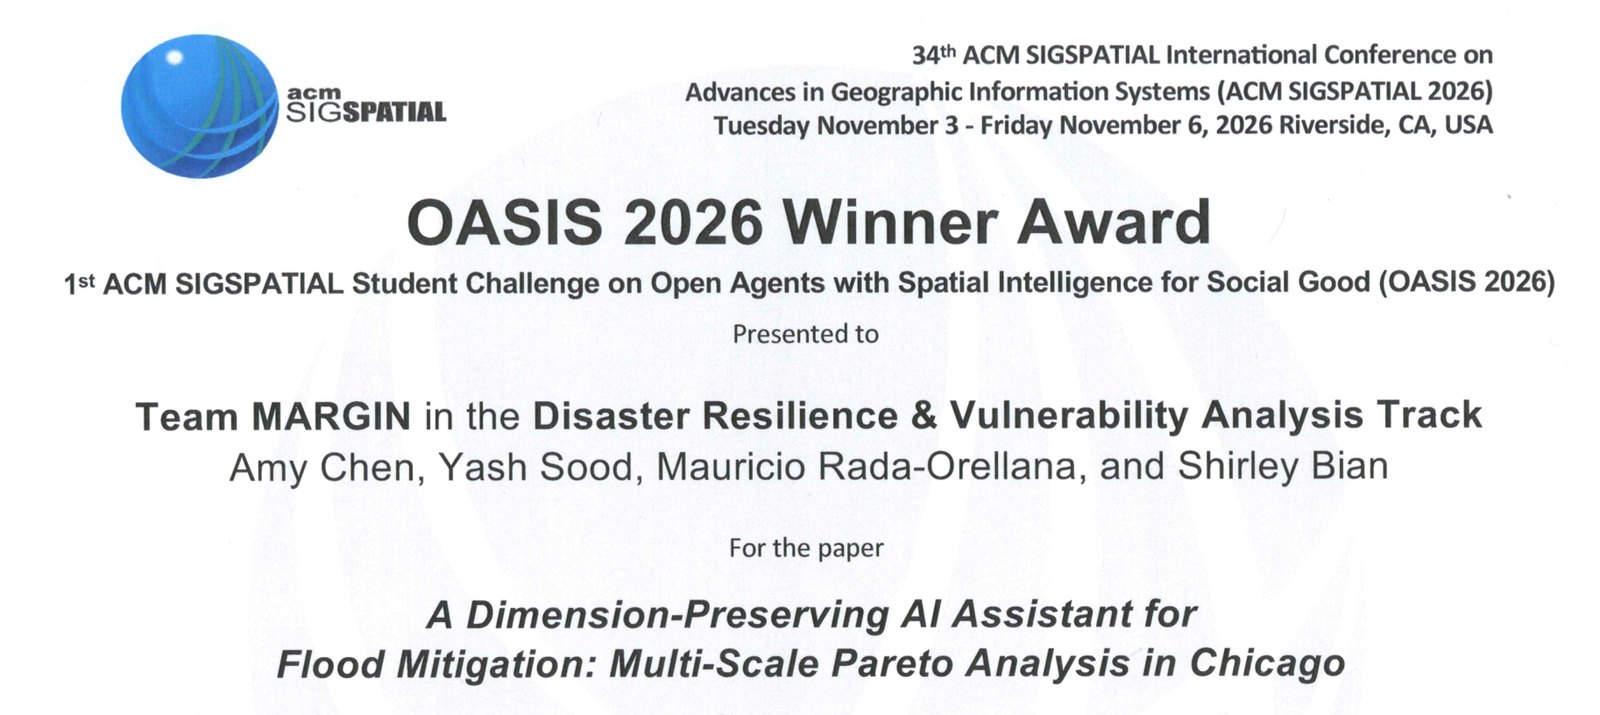 acm
SIGSPATIAL
34th ACM SIGSPATIAL International Conference on
Advances in Geographic Information Systems (ACM SIGSPATIAL 2026)
Tuesday November 3 - Friday November 6, 2026 Riverside, CA, USA
OASIS 2026 Winner Award
1st ACM SIGSPATIAL Student Challenge on Open Agents with Spatial Intelligence for Social Good (OASIS 2026)
Presented to
Team MARGIN in the Disaster Resilience & Vulnerability Analysis Track
Amy Chen, Yash Sood, Mauricio Rada-Orellana, and Shirley Bian
For the paper
A Dimension-Preserving AI Assistant for
Flood Mitigation: Multi-Scale Pareto Analysis in Chicago